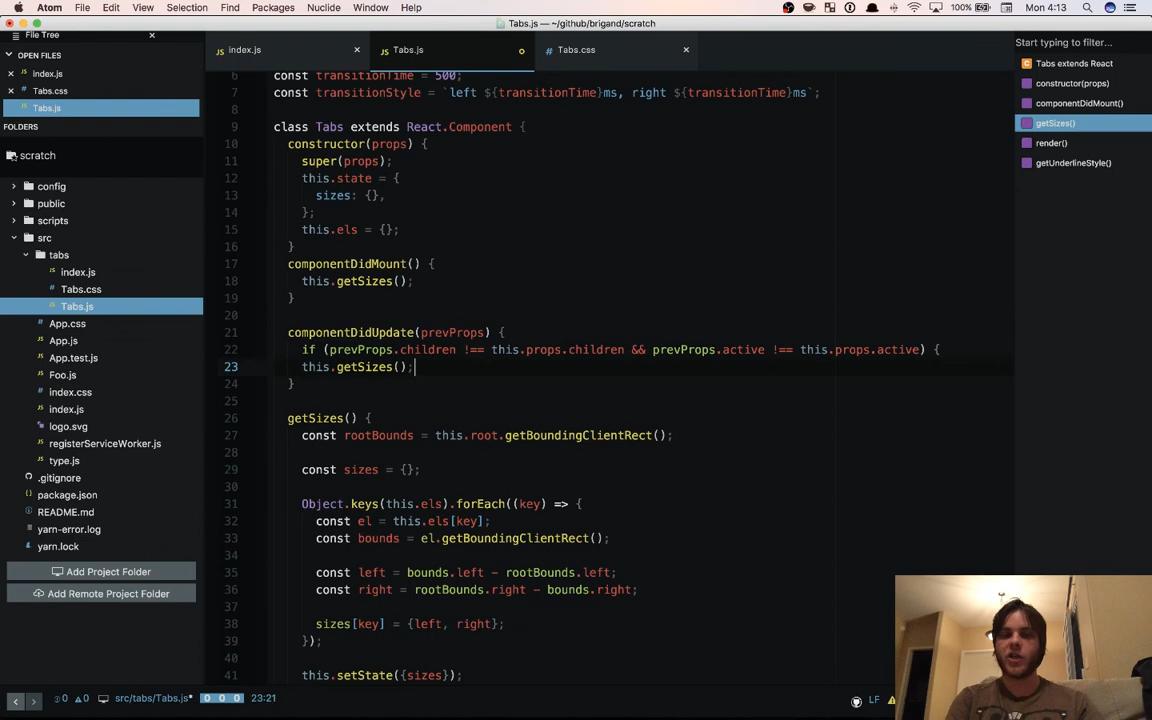 Atom File Edit View Selection Find Packages Nuclide Window Help 100% Mon 4:13
Tabs.js — ~/github/brigand/scratch
File Tree
OPEN FILES
index.js
Tabs.css
Tabs.js
FOLDERS
scratch
config
public
scripts
src
tabs
index.js
Tabs.css
Tabs.js
App.css
App.js
App.test.js
Foo.js
index.css
index.js
logo.svg
registerServiceWorker.js
type.js
.gitignore
package.json
README.md
yarn-error.log
yarn.lock
Add Project Folder
Add Remote Project Folder
index.js Tabs.js Tabs.css
6 const transitionTime = 500;
7 const transitionStyle = `left ${transitionTime}ms, right ${transitionTime}ms`;
8
9 class Tabs extends React.Component {
10 constructor(props) {
11 super(props);
12 this.state = {
13 sizes: {},
14 };
15 this.els = {};
16 }
17 componentDidMount() {
18 this.getSizes();
19 }
20
21 componentDidUpdate(prevProps) {
22 if (prevProps.children !== this.props.children && prevProps.active !== this.props.active) {
23 this.getSizes();
24 }
25
26 getSizes() {
27 const rootBounds = this.root.getBoundingClientRect();
28
29 const sizes = {};
30
31 Object.keys(this.els).forEach((key) => {
32 const el = this.els[key];
33 const bounds = el.getBoundingClientRect();
34
35 const left = bounds.left - rootBounds.left;
36 const right = rootBounds.right - bounds.right;
37
38 sizes[key] = {left, right};
39 });
40
41 this.setState({sizes});
Start typing to filter...
C Tabs extends React
constructor(props)
componentDidMount()
getSizes()
render()
getUnderlineStyle()
0 0 src/tabs/Tabs.js* 0 0 0 23:21 LF